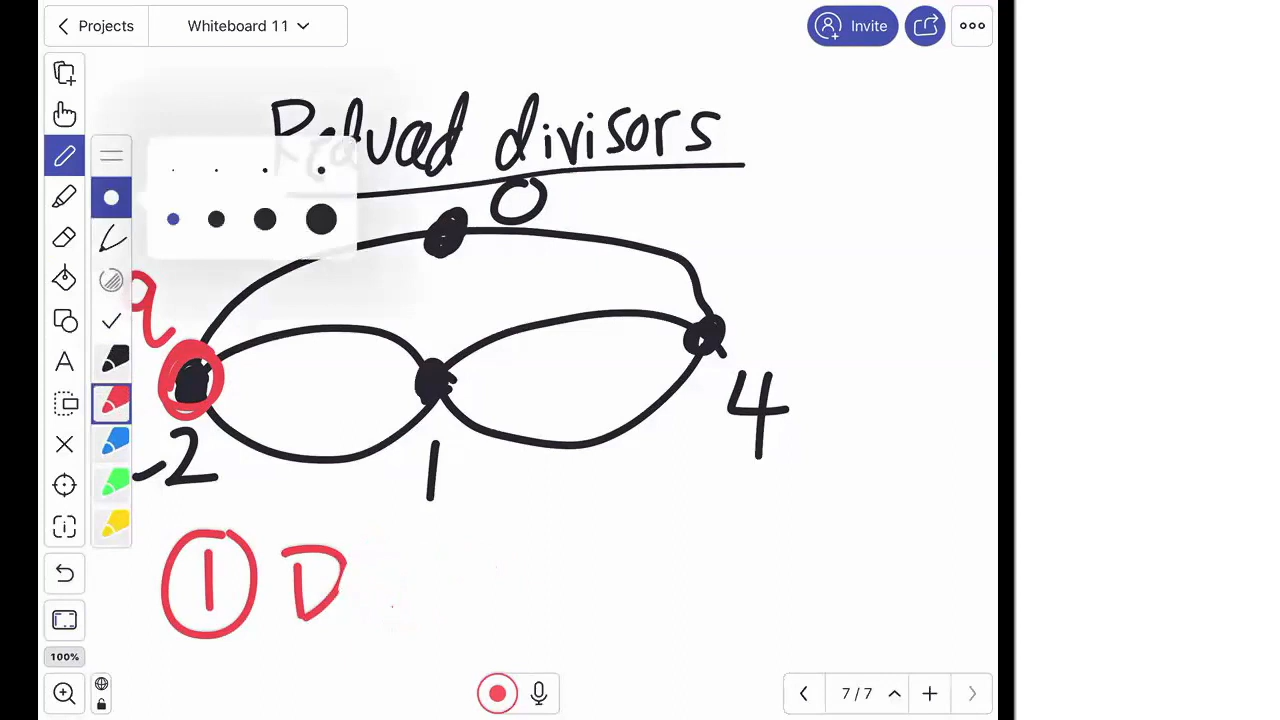 Projects
Whiteboard 11
Invite
Reduced divisors
0
q
4
-2
1
A
① D
100%
7 / 7